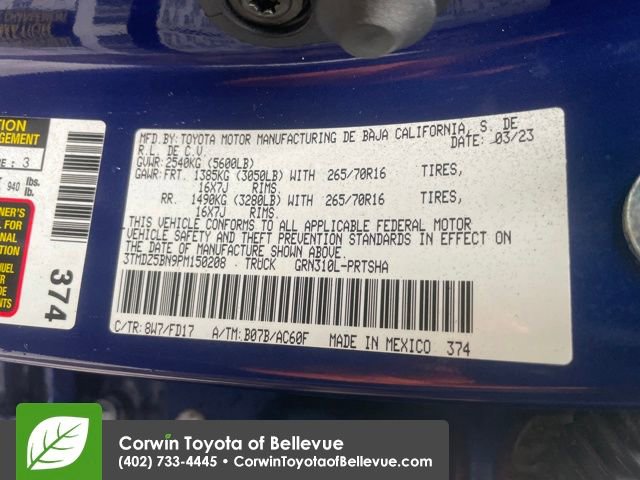 MFD.BY: TOYOTA MOTOR MANUFACTURING DE BAJA CALIFORNIA, S. DE
R.L. DE C.V. DATE: 03/23
GVWR: 2540KG (5600LB)
GAWR: FRT. 1385KG (3050LB) WITH 265/70R16 TIRES,
16X7J RIMS.
RR. 1490KG (3280LB) WITH 265/70R16 TIRES,
16X7J RIMS.
THIS VEHICLE CONFORMS TO ALL APPLICABLE FEDERAL MOTOR
VEHICLE SAFETY AND THEFT PREVENTION STANDARDS IN EFFECT ON
THE DATE OF MANUFACTURE SHOWN ABOVE.
3TMDZ5BN9PM150208 · TRUCK GRN310L-PRTSHA
C/TR: 8W7/FD17 A/TM: B07B/AC60F MADE IN MEXICO 374
: 3
940 lbs.
lb.
374
Corwin Toyota of Bellevue
(402) 733-4445 · CorwinToyotaofBellevue.com